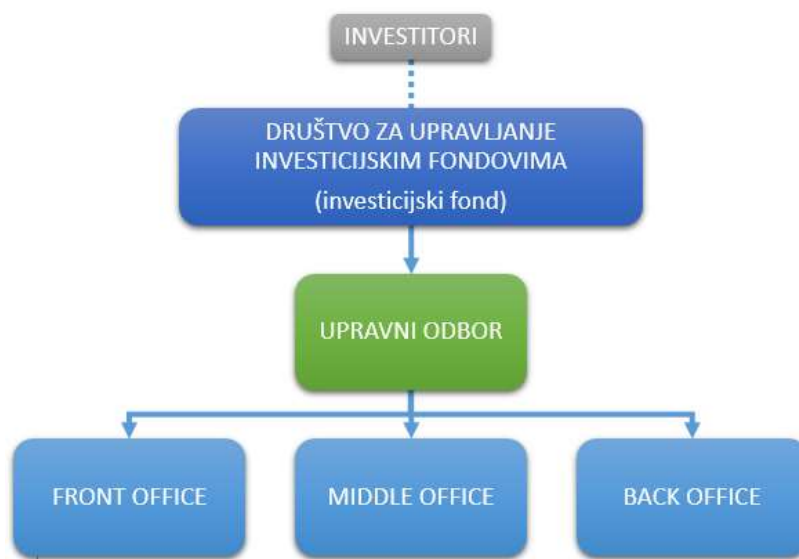 INVESTITORI
DRUŠTVO ZA UPRAVLJANJE
INVESTICIJSKIM FONDOVIMA
(investicijski fond)
UPRAVNI ODBOR
FRONT OFFICE
MIDDLE OFFICE
BACK OFFICE